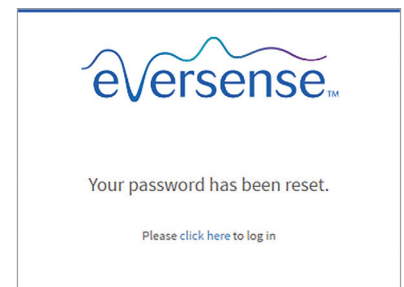 eversense™
Your password has been reset.
Please click here to log in